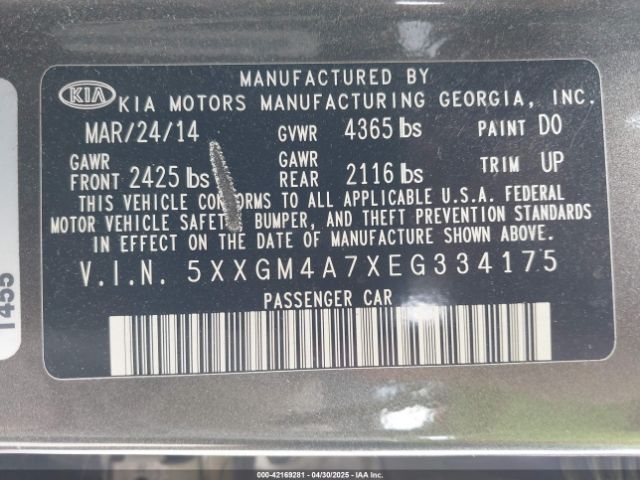 KIA
MANUFACTURED BY
KIA MOTORS MANUFACTURING GEORGIA, INC.
MAR/24/14 GVWR 4365 lbs PAINT DO
GAWR FRONT 2425 lbs GAWR REAR 2116 lbs TRIM UP
THIS VEHICLE CONFORMS TO ALL APPLICABLE U.S.A. FEDERAL
MOTOR VEHICLE SAFETY, BUMPER, AND THEFT PREVENTION STANDARDS
IN EFFECT ON THE DATE OF MANUFACTURE SHOWN ABOVE.
V.I.N. 5XXGM4A7XEG334175
PASSENGER CAR
1455
000-42169281 - 04/30/2025 - IAA, Inc.